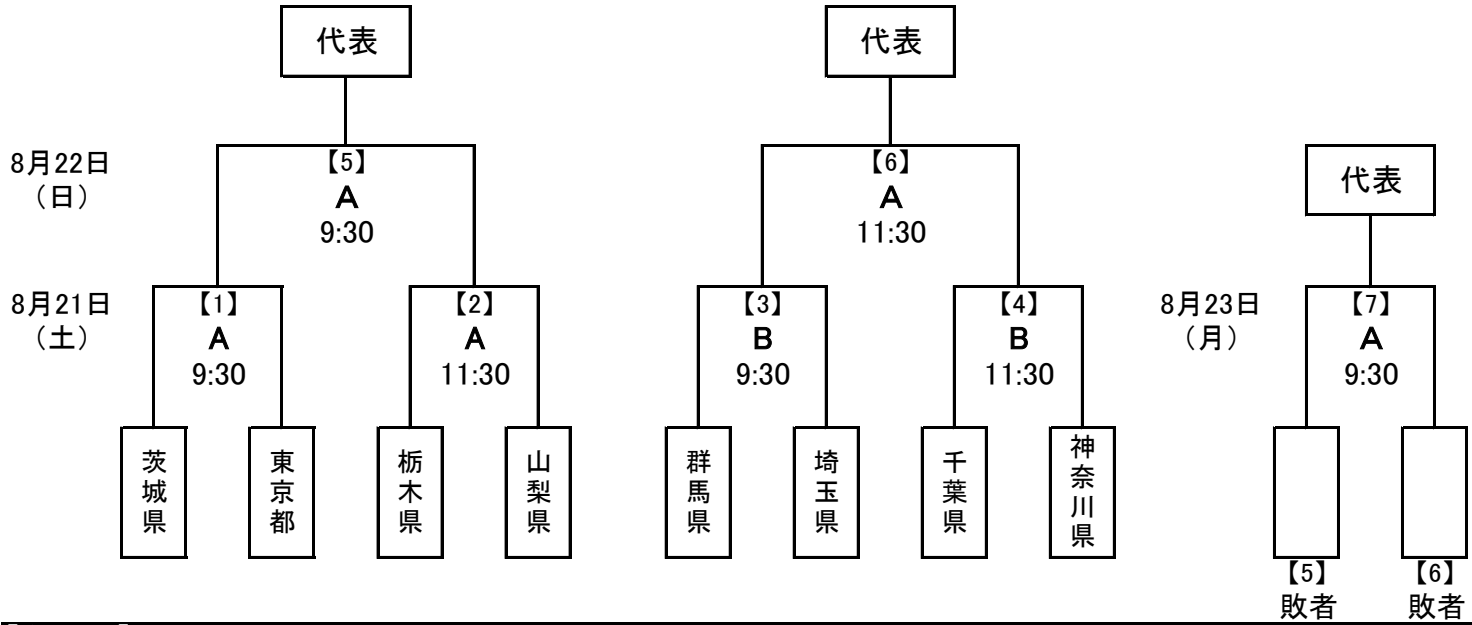 代表
代表
8月22日
（日）
【5】
A
9:30
【6】
A
11:30
代表
8月21日
（土）
【1】
A
9:30
【2】
A
11:30
【3】
B
9:30
【4】
B
11:30
8月23日
（月）
【7】
A
9:30
茨城県
東京都
栃木県
山梨県
群馬県
埼玉県
千葉県
神奈川県
【5】
敗者
【6】
敗者